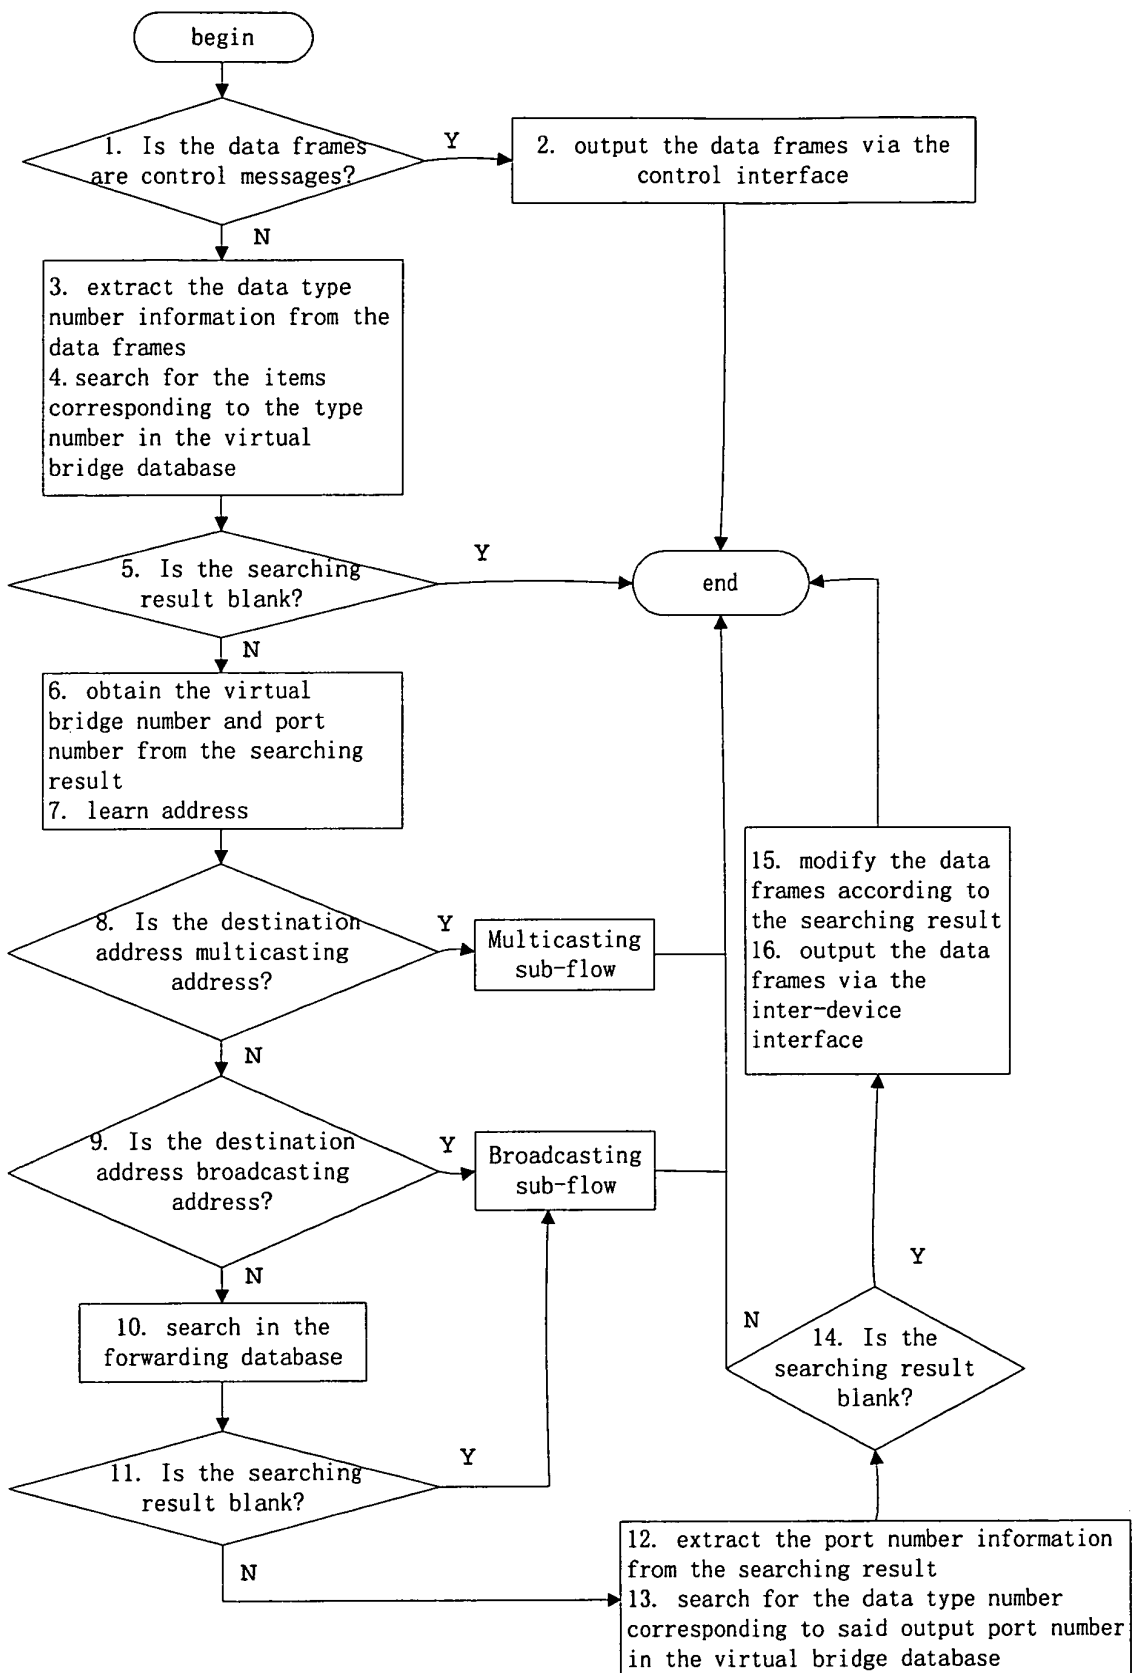 begin
1. Is the data frames
are control messages?
Y
2. output the data frames via the
control interface
N
3. extract the data type
number information from the
data frames
4. search for the items
corresponding to the type
number in the virtual
bridge database
5. Is the searching
result blank?
Y
end
N
6. obtain the virtual
bridge number and port
number from the searching
result
7. learn address
8. Is the destination
address multicasting
address?
Y
Multicasting
sub-flow
15. modify the data
frames according to
the searching result
16. output the data
frames via the
inter-device
interface
N
9. Is the destination
address broadcasting
address?
Y
Broadcasting
sub-flow
N
10. search in the
forwarding database
Y
N
14. Is the
searching result
blank?
11. Is the searching
result blank?
Y
N
12. extract the port number information
from the searching result
13. search for the data type number
corresponding to said output port number
in the virtual bridge database